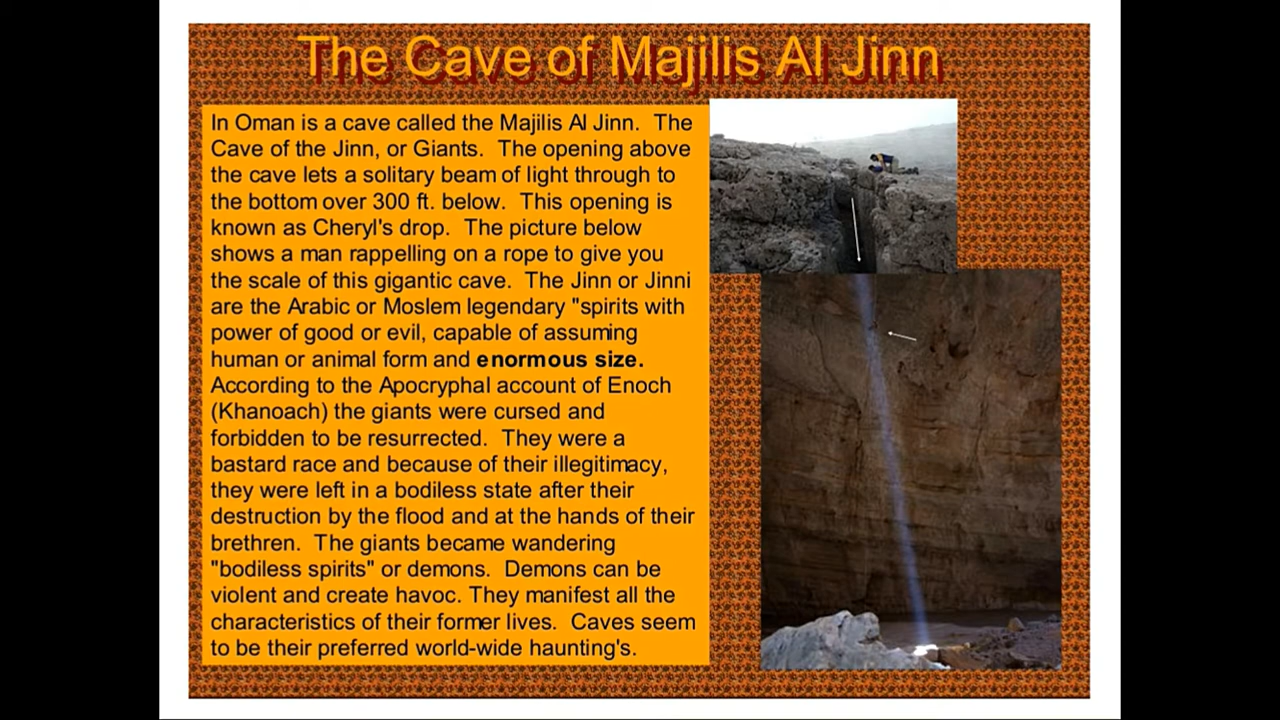 The Cave of Majilis Al Jinn
In Oman is a cave called the Majilis Al Jinn. The
Cave of the Jinn, or Giants. The opening above
the cave lets a solitary beam of light through to
the bottom over 300 ft. below. This opening is
known as Cheryl's drop. The picture below
shows a man rappelling on a rope to give you
the scale of this gigantic cave. The Jinn or Jinni
are the Arabic or Moslem legendary "spirits with
power of good or evil, capable of assuming
human or animal form and enormous size.
According to the Apocryphal account of Enoch
(Khanoach) the giants were cursed and
forbidden to be resurrected. They were a
bastard race and because of their illegitimacy,
they were left in a bodiless state after their
destruction by the flood and at the hands of their
brethren. The giants became wandering
"bodiless spirits" or demons. Demons can be
violent and create havoc. They manifest all the
characteristics of their former lives. Caves seem
to be their preferred world-wide haunting's.